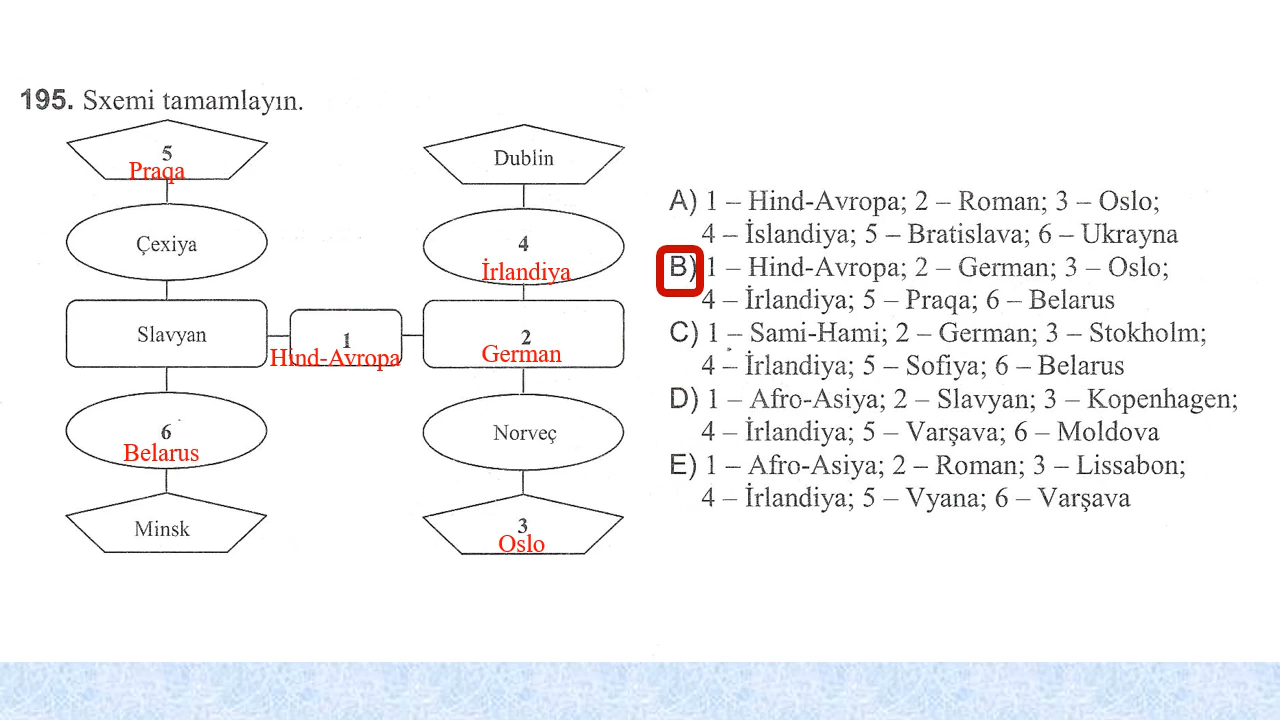 195. Sxemi tamamlayın.
5
Praqa
Dublin
Çexiya
4
İrlandiya
Slavyan
1
Hind-Avropa
2
German
6
Belarus
Norveç
Minsk
3
Oslo
A) 1 – Hind-Avropa; 2 – Roman; 3 – Oslo;
4 – İslandiya; 5 – Bratislava; 6 – Ukrayna
B) 1 – Hind-Avropa; 2 – German; 3 – Oslo;
4 – İrlandiya; 5 – Praqa; 6 – Belarus
C) 1 – Sami-Hami; 2 – German; 3 – Stokholm;
4 – İrlandiya; 5 – Sofiya; 6 – Belarus
D) 1 – Afro-Asiya; 2 – Slavyan; 3 – Kopenhagen;
4 – İrlandiya; 5 – Varşava; 6 – Moldova
E) 1 – Afro-Asiya; 2 – Roman; 3 – Lissabon;
4 – İrlandiya; 5 – Vyana; 6 – Varşava